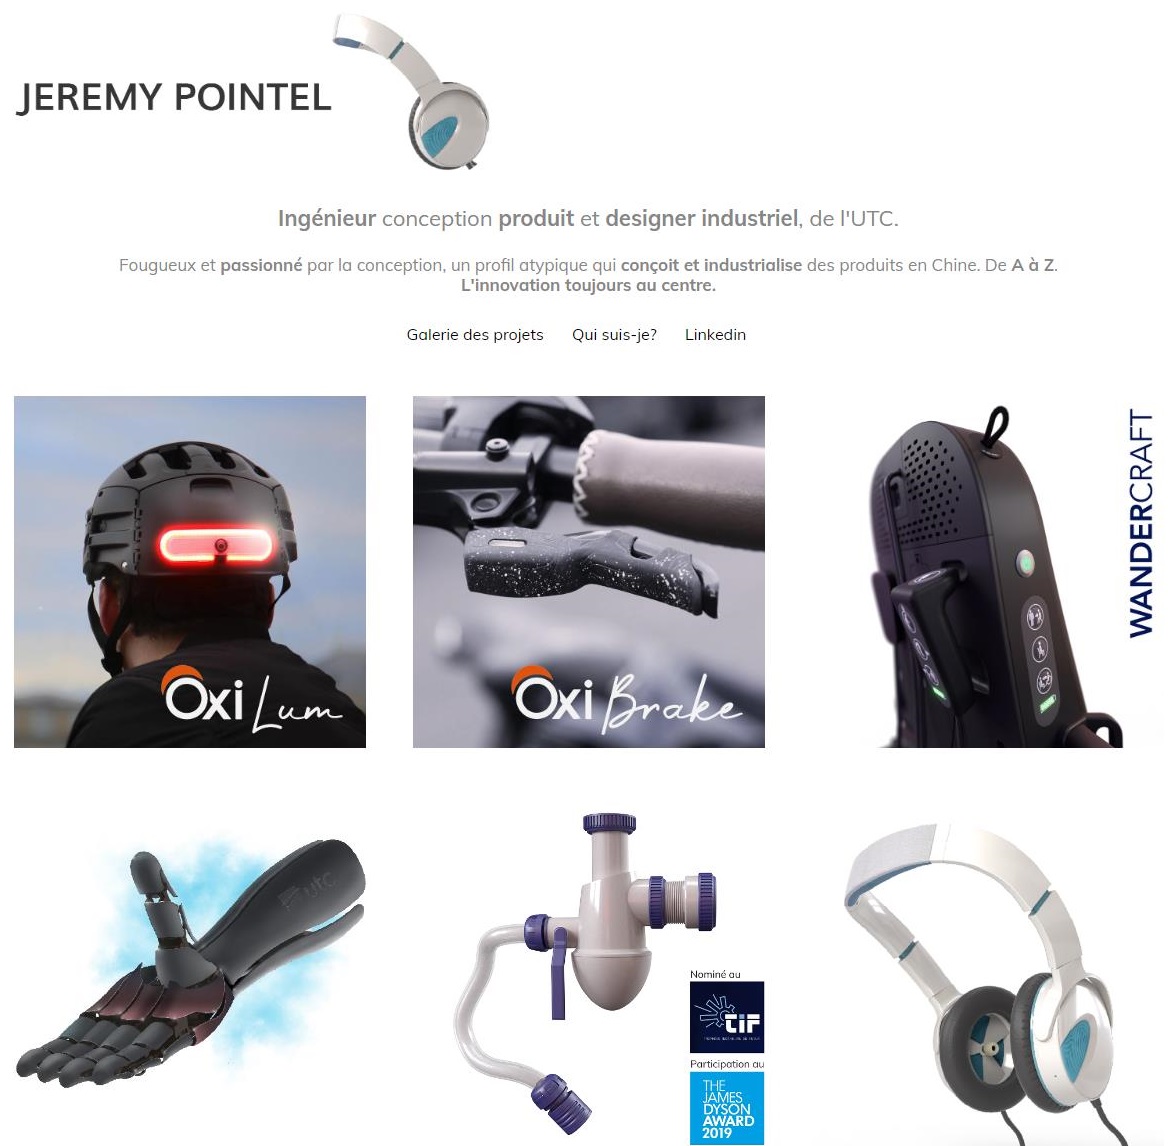 JEREMY POINTEL
Ingénieur conception produit et designer industriel, de l'UTC.
Fougueux et passionné par la conception, un profil atypique qui conçoit et industrialise des produits en Chine. De A à Z.
L'innovation toujours au centre.
Galerie des projets Qui suis-je? Linkedin
Oxi Lum
Oxi Brake
WANDERCRAFT
utc
Nominé au
TIF
Participation au
THE
JAMES
DYSON
AWARD
2019